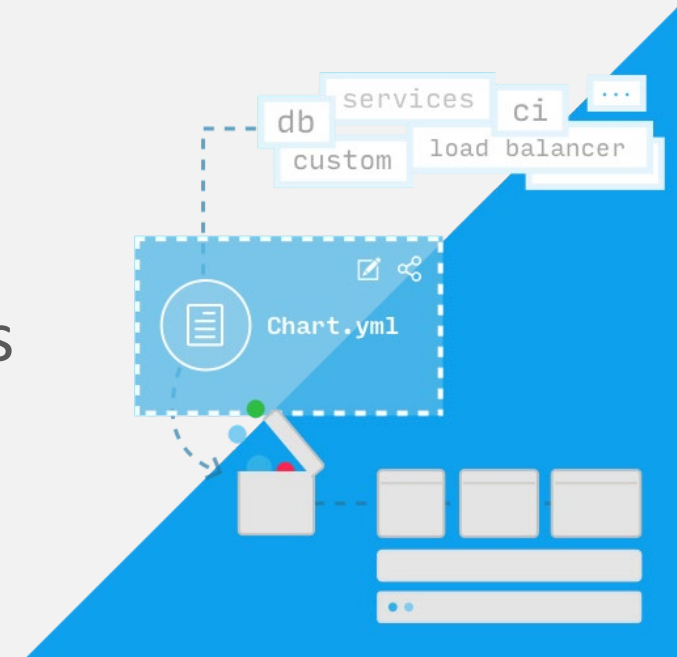 services
ci
...
db
load balancer
custom
Chart.yml
s